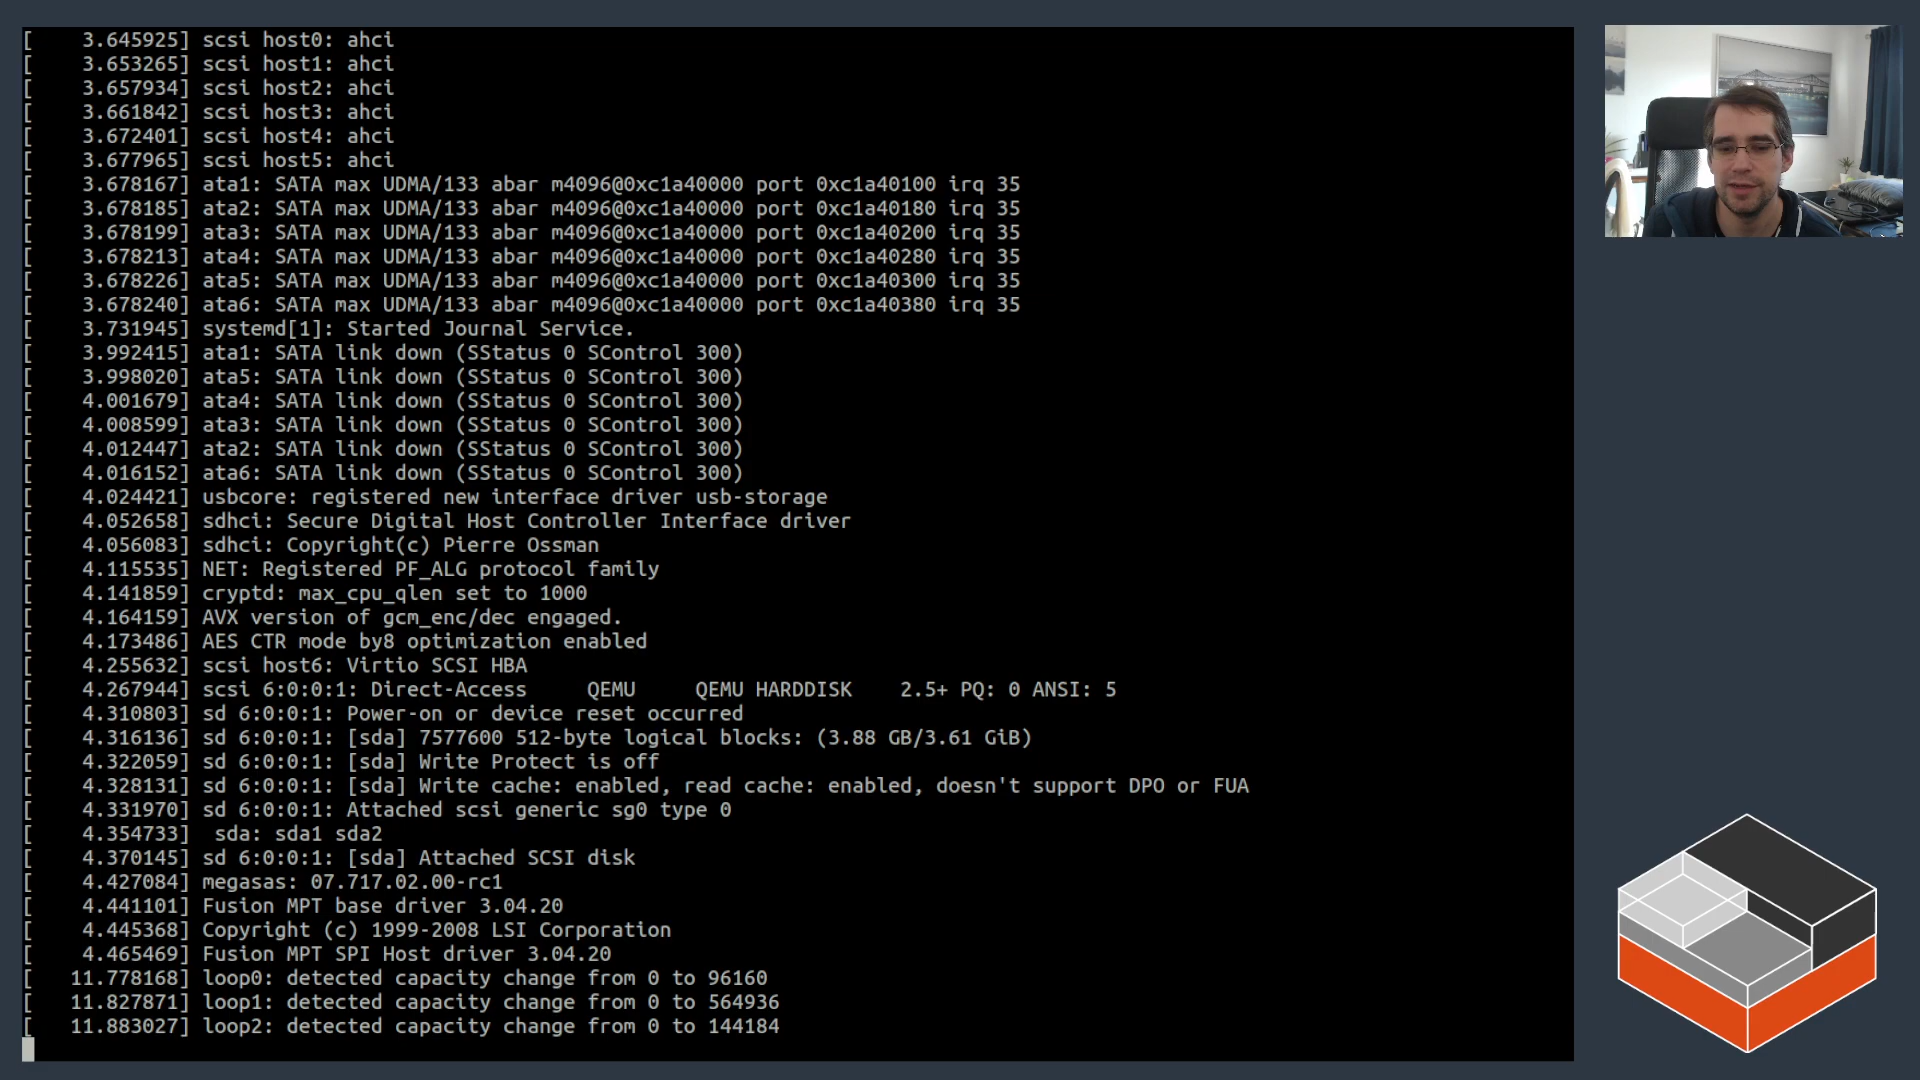 [    3.645925] scsi host0: ahci
[    3.653265] scsi host1: ahci
[    3.657934] scsi host2: ahci
[    3.661842] scsi host3: ahci
[    3.672401] scsi host4: ahci
[    3.677965] scsi host5: ahci
[    3.678167] ata1: SATA max UDMA/133 abar m4096@0xc1a40000 port 0xc1a40100 irq 35
[    3.678185] ata2: SATA max UDMA/133 abar m4096@0xc1a40000 port 0xc1a40180 irq 35
[    3.678199] ata3: SATA max UDMA/133 abar m4096@0xc1a40000 port 0xc1a40200 irq 35
[    3.678213] ata4: SATA max UDMA/133 abar m4096@0xc1a40000 port 0xc1a40280 irq 35
[    3.678226] ata5: SATA max UDMA/133 abar m4096@0xc1a40000 port 0xc1a40300 irq 35
[    3.678240] ata6: SATA max UDMA/133 abar m4096@0xc1a40000 port 0xc1a40380 irq 35
[    3.731945] systemd[1]: Started Journal Service.
[    3.992415] ata1: SATA link down (SStatus 0 SControl 300)
[    3.998020] ata5: SATA link down (SStatus 0 SControl 300)
[    4.001679] ata4: SATA link down (SStatus 0 SControl 300)
[    4.008599] ata3: SATA link down (SStatus 0 SControl 300)
[    4.012447] ata2: SATA link down (SStatus 0 SControl 300)
[    4.016152] ata6: SATA link down (SStatus 0 SControl 300)
[    4.024421] usbcore: registered new interface driver usb-storage
[    4.052658] sdhci: Secure Digital Host Controller Interface driver
[    4.056083] sdhci: Copyright(c) Pierre Ossman
[    4.115535] NET: Registered PF_ALG protocol family
[    4.141859] cryptd: max_cpu_qlen set to 1000
[    4.164159] AVX version of gcm_enc/dec engaged.
[    4.173486] AES CTR mode by8 optimization enabled
[    4.255632] scsi host6: Virtio SCSI HBA
[    4.267944] scsi 6:0:0:1: Direct-Access     QEMU     QEMU HARDDISK    2.5+ PQ: 0 ANSI: 5
[    4.310803] sd 6:0:0:1: Power-on or device reset occurred
[    4.316136] sd 6:0:0:1: [sda] 7577600 512-byte logical blocks: (3.88 GB/3.61 GiB)
[    4.322059] sd 6:0:0:1: [sda] Write Protect is off
[    4.328131] sd 6:0:0:1: [sda] Write cache: enabled, read cache: enabled, doesn't support DPO or FUA
[    4.331970] sd 6:0:0:1: Attached scsi generic sg0 type 0
[    4.354733]  sda: sda1 sda2
[    4.370145] sd 6:0:0:1: [sda] Attached SCSI disk
[    4.427084] megasas: 07.717.02.00-rc1
[    4.441101] Fusion MPT base driver 3.04.20
[    4.445368] Copyright (c) 1999-2008 LSI Corporation
[    4.465469] Fusion MPT SPI Host driver 3.04.20
[   11.778168] loop0: detected capacity change from 0 to 96160
[   11.827871] loop1: detected capacity change from 0 to 564936
[   11.883027] loop2: detected capacity change from 0 to 144184